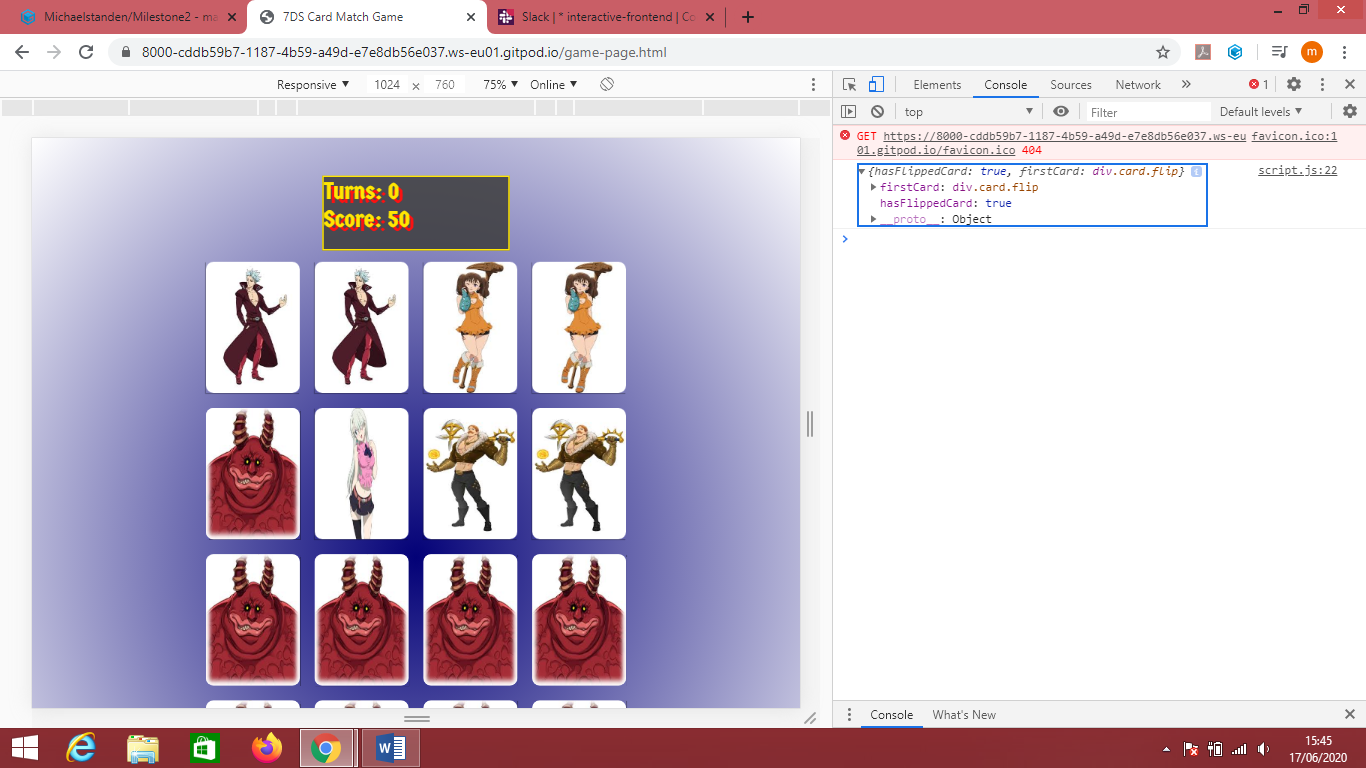 Michaelstanden/Milestone2 - ma
7DS Card Match Game
Slack | * interactive-frontend | Co
8000-cddb59b7-1187-4b59-a49d-e7e8db56e037.ws-eu01.gitpod.io/game-page.html
m
Responsive 1024 × 760 75% Online
Elements Console Sources Network » 1
top Filter Default levels
GET https://8000-cddb59b7-1187-4b59-a49d-e7e8db56e037.ws-eu favicon.ico:1
01.gitpod.io/favicon.ico 404
{hasFlippedCard: true, firstCard: div.card.flip} i script.js:22
firstCard: div.card.flip
hasFlippedCard: true
__proto__: Object
>
Turns: 0
Score: 50
Console What's New
15:45
17/06/2020